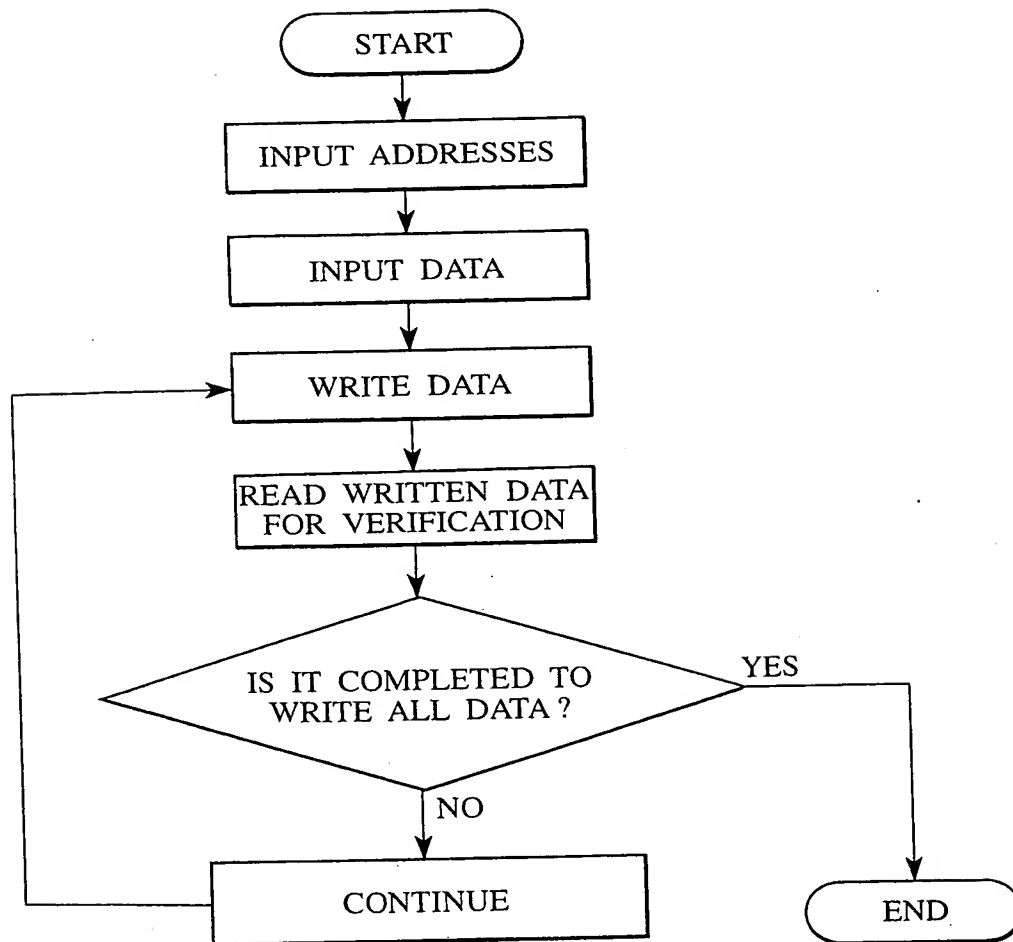 START
INPUT ADDRESSES
INPUT DATA
WRITE DATA
READ WRITTEN DATA
FOR VERIFICATION
IS IT COMPLETED TO
WRITE ALL DATA?
YES
NO
CONTINUE
END